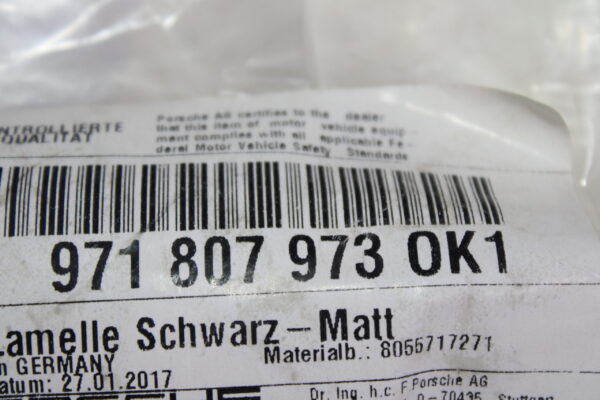 NTROLLIERTE
QUALITÄT
Porsche AG certifies to the dealer
that this item of motor vehicle equip-
ment complies with all applicable Fe-
deral Motor Vehicle Safety Standards
971 807 973 OK1
Lamelle Schwarz-Matt
in GERMANY
Materialb.: 8055717271
atum: 27.01.2017
Dr. Ing. h.c. F Porsche AG
D-70435 Stuttgart